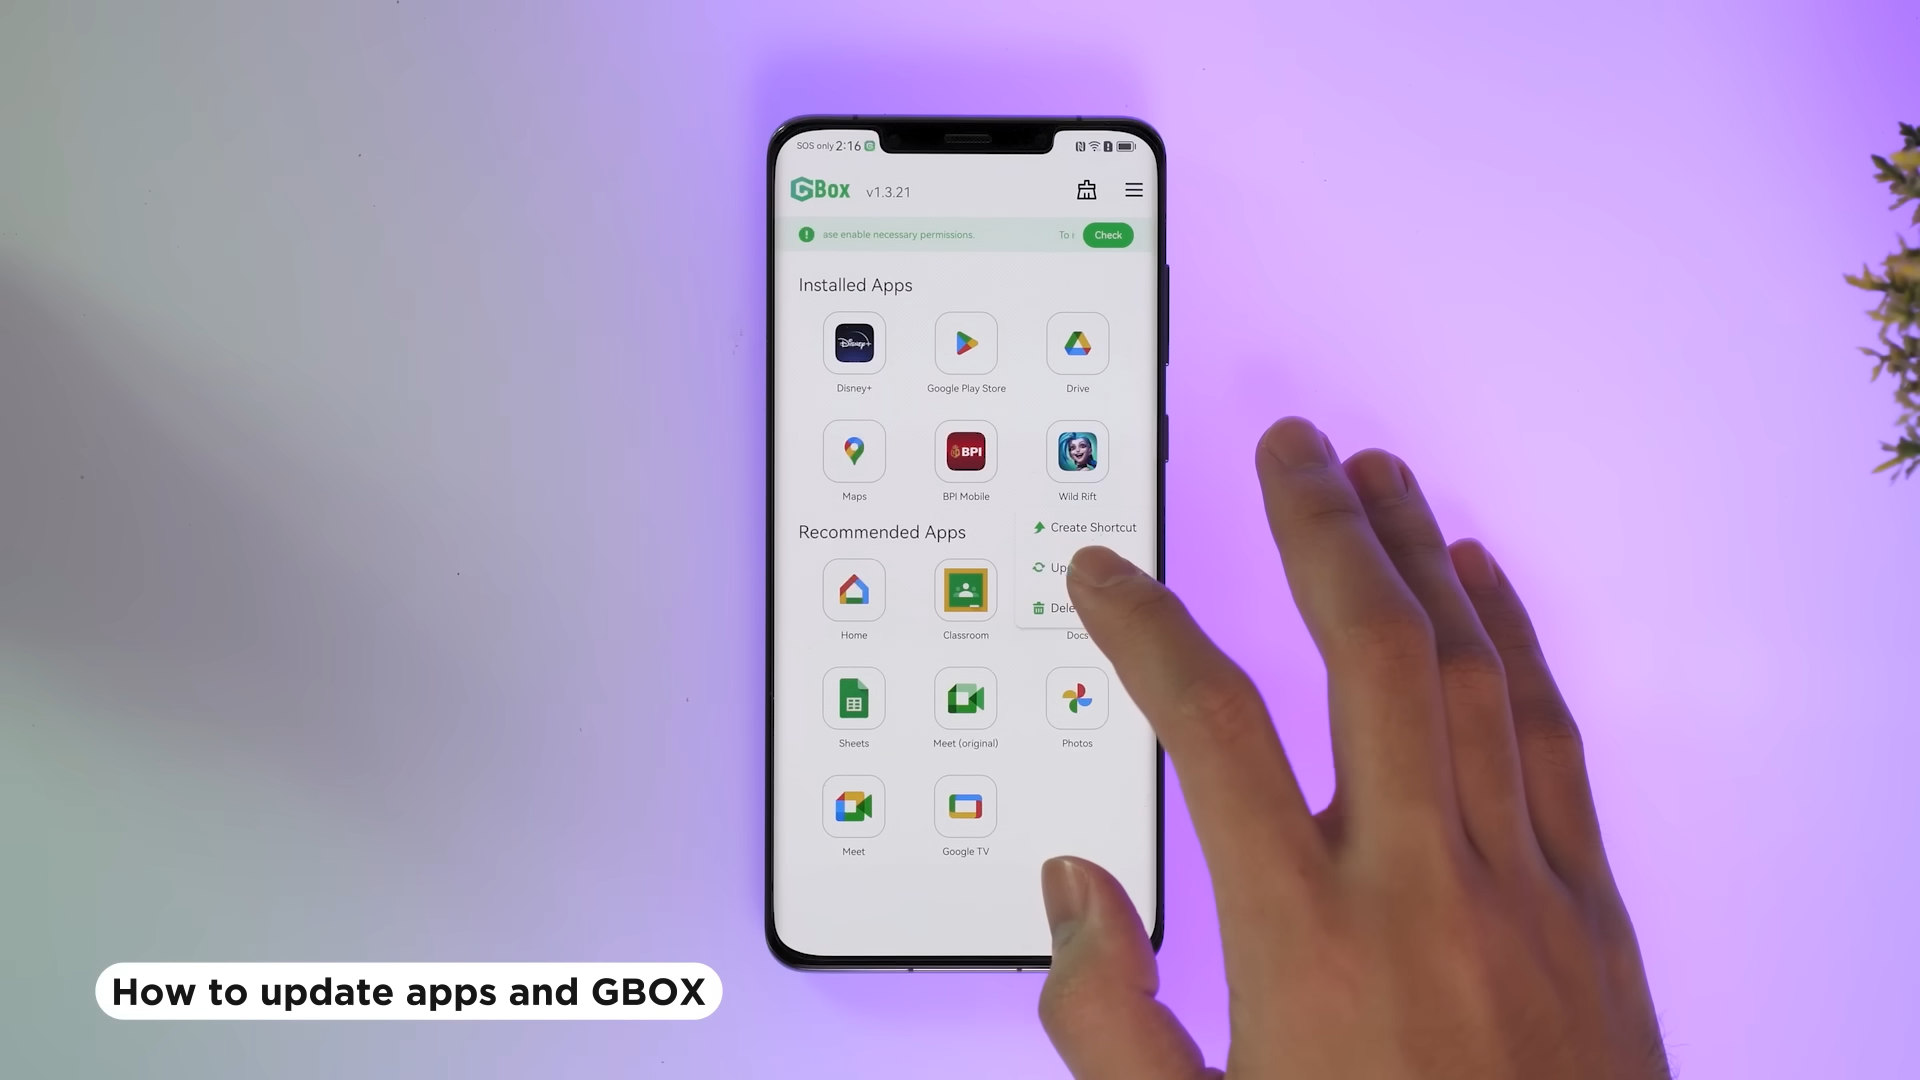 SOS only 2:16
GBox v1.3.21
ase enable necessary permissions. To Check
Installed Apps
Disney+
Disney+ Google Play Store Drive
BPI
Maps BPI Mobile Wild Rift
Create Shortcut
Recommended Apps
Home Classroom Docs
Sheets Meet (original) Photos
Meet Google TV
How to update apps and GBOX